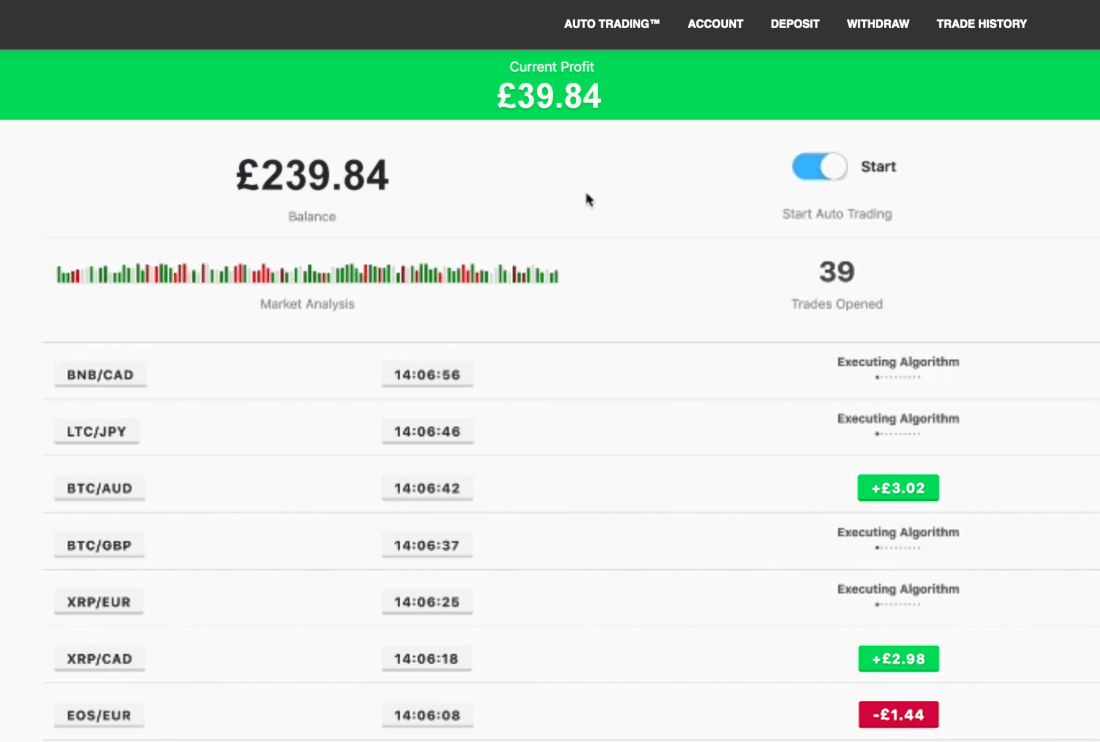 AUTO TRADING™ ACCOUNT DEPOSIT WITHDRAW TRADE HISTORY
Current Profit
£39.84
£239.84
Balance
Start
Start Auto Trading
Market Analysis
39
Trades Opened
BNB/CAD 14:06:56 Executing Algorithm
LTC/JPY 14:06:46 Executing Algorithm
BTC/AUD 14:06:42 +£3.02
BTC/GBP 14:06:37 Executing Algorithm
XRP/EUR 14:06:25 Executing Algorithm
XRP/CAD 14:06:18 +£2.98
EOS/EUR 14:06:08 -£1.44